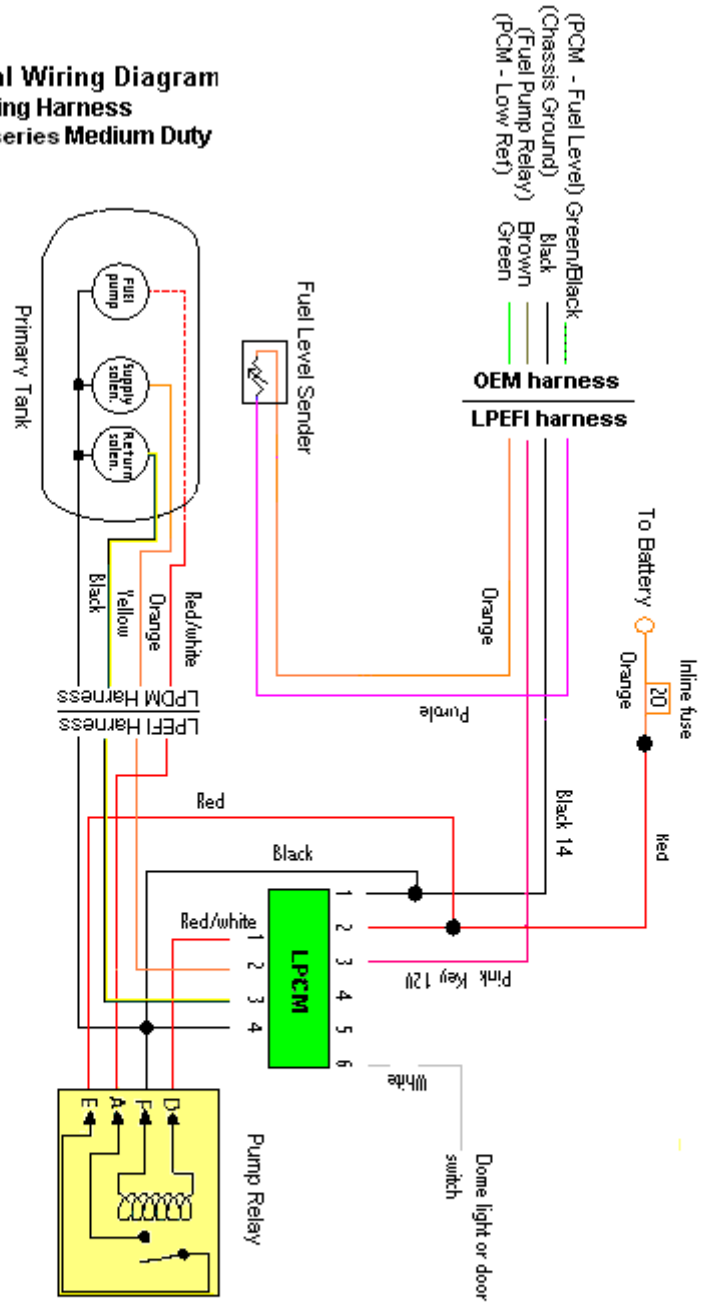 al Wiring Diagram
ing Harness
series Medium Duty
(PCM - Fuel Level) Green/Black
(Chassis Ground) Black
(Fuel Pump Relay) Brown
(PCM - Low Ref) Green
OEM harness
LPEFI harness
Fuel Level Sender
Primary Tank
Fuel pump
Supply solen.
Return solen.
Red/white
Orange
Yellow
Black
LPDM Harness
LPEFI Harness
Orange
Purple
To Battery
Inline fuse
20
Orange
Red
Black 14
Red
Black
Red/white
LPCM
1
2
3
4
5
6
1
2
3
4
Pink Key 12V
White
Dome light or door
switch
Pump Relay
E
A
F
D